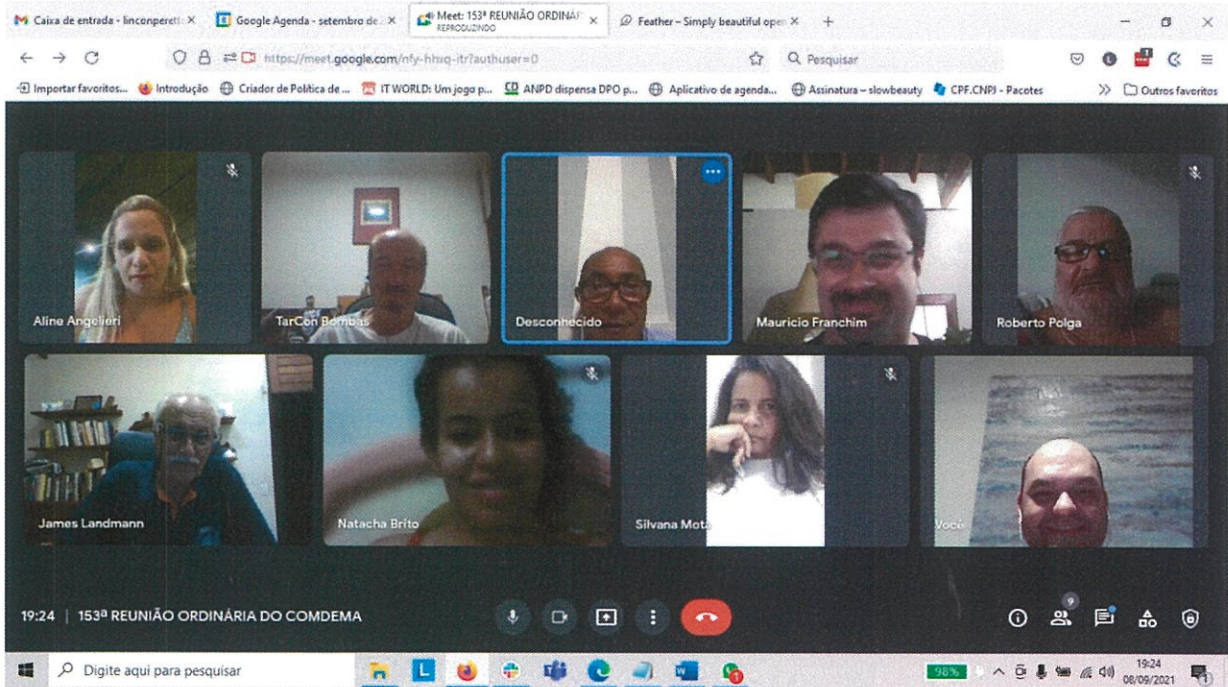 Caixa de entrada - linconperett
Google Agenda - setembro de
Meet: 153ª REUNIÃO ORDINÁR
REPRODUZINDO
Feather – Simply beautiful open
https://meet.google.com/nfy-hhxq-itr?authuser=0
Pesquisar
Importar favoritos...
Introdução
Criador de Política de ...
IT WORLD: Um jogo p...
ANPD dispensa DPO p...
Aplicativo de agenda...
Assinatura – slowbeauty
CPF.CNPJ - Pacotes
Outros favoritos
Aline Angelieri
TarCon Bombas
Desconhecido
Mauricio Franchim
Roberto Polga
James Landmann
Natacha Brito
Silvana Mota
Você
19:24 | 153ª REUNIÃO ORDINÁRIA DO COMDEMA
9
Digite aqui para pesquisar
98%
19:24
08/09/2021